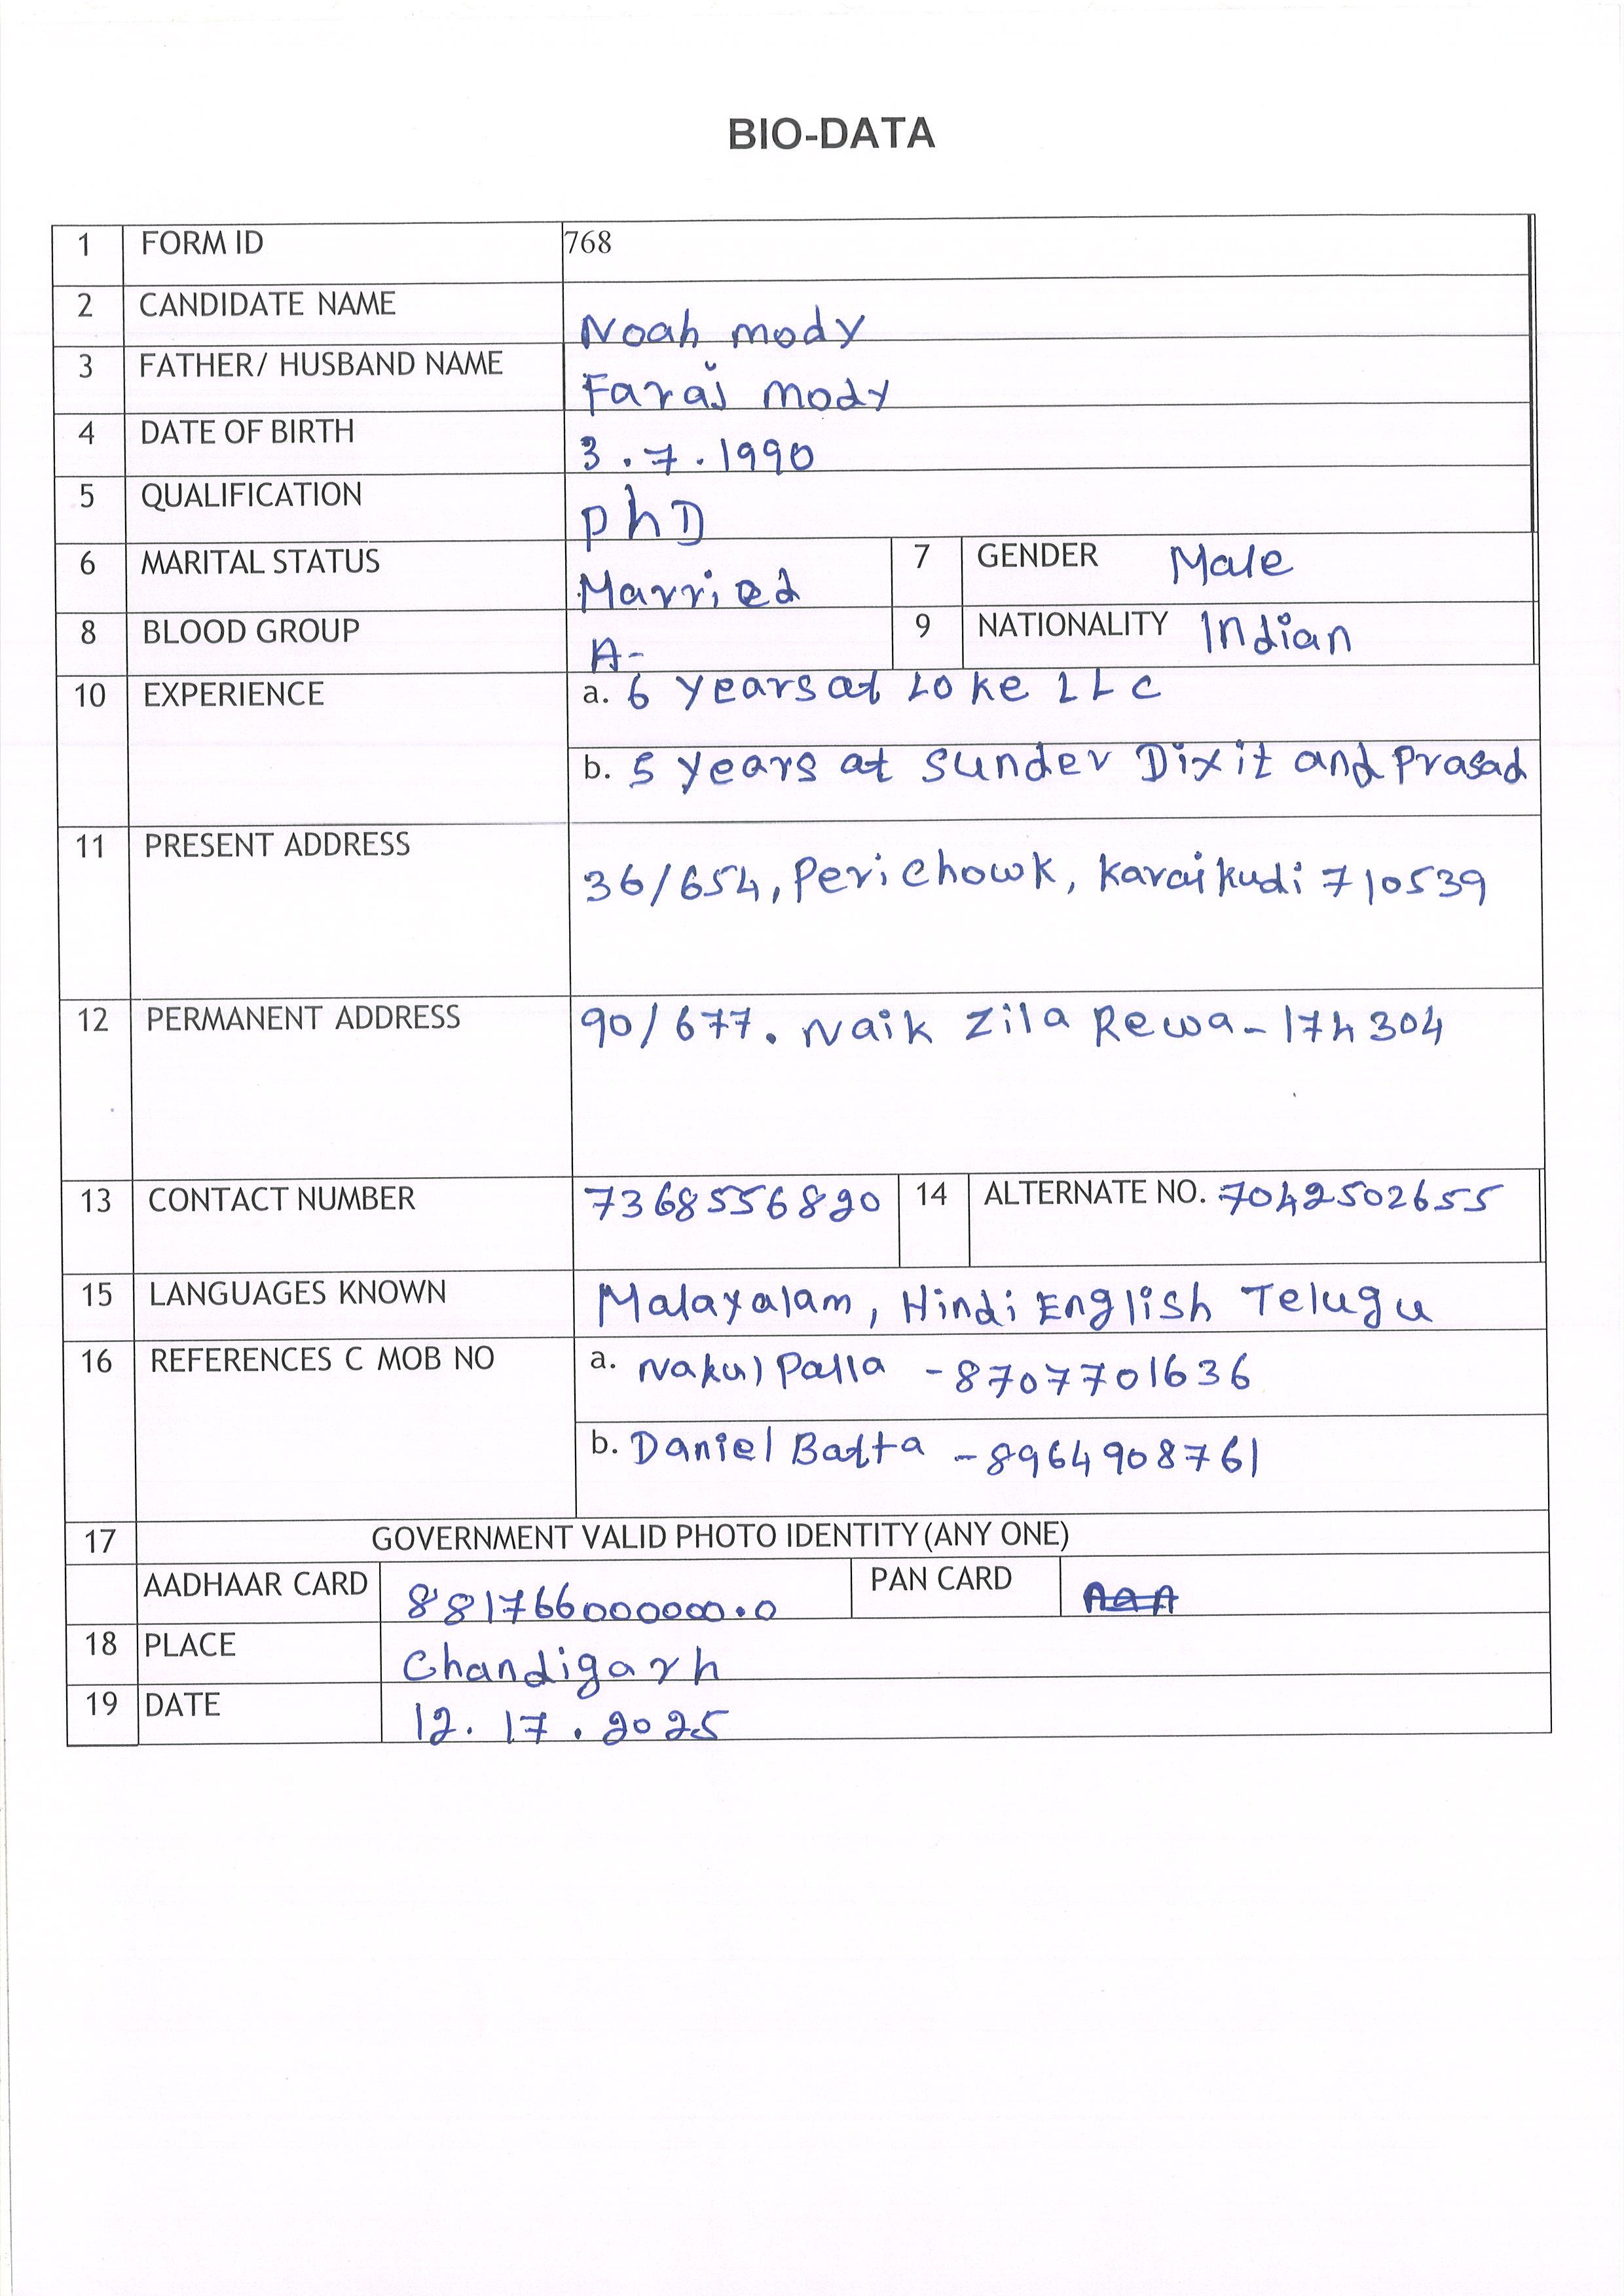 BIO-DATA
1 FORM ID 768
2 CANDIDATE NAME Noah mody
3 FATHER/ HUSBAND NAME Faraj mody
4 DATE OF BIRTH 3.7.1990
5 QUALIFICATION phD
6 MARITAL STATUS Married 7 GENDER Male
8 BLOOD GROUP A- 9 NATIONALITY Indian
10 EXPERIENCE a. 6 years at Loke LLC
b. 5 years at Sunder Dixit and Prasad
11 PRESENT ADDRESS 36/654, Peri Chowk, Karaikudi 710539
12 PERMANENT ADDRESS 90/677. Naik Zila Rewa-174304
13 CONTACT NUMBER 7368556820 14 ALTERNATE NO. 7042502655
15 LANGUAGES KNOWN Malayalam, Hindi English Telugu
16 REFERENCES C MOB NO a. Nakul Palla - 8707701636
b. Daniel Batta - 8964908761
17 GOVERNMENT VALID PHOTO IDENTITY (ANY ONE)
AADHAAR CARD 881766000000.0 PAN CARD
18 PLACE Chandigarh
19 DATE 12.17.2025